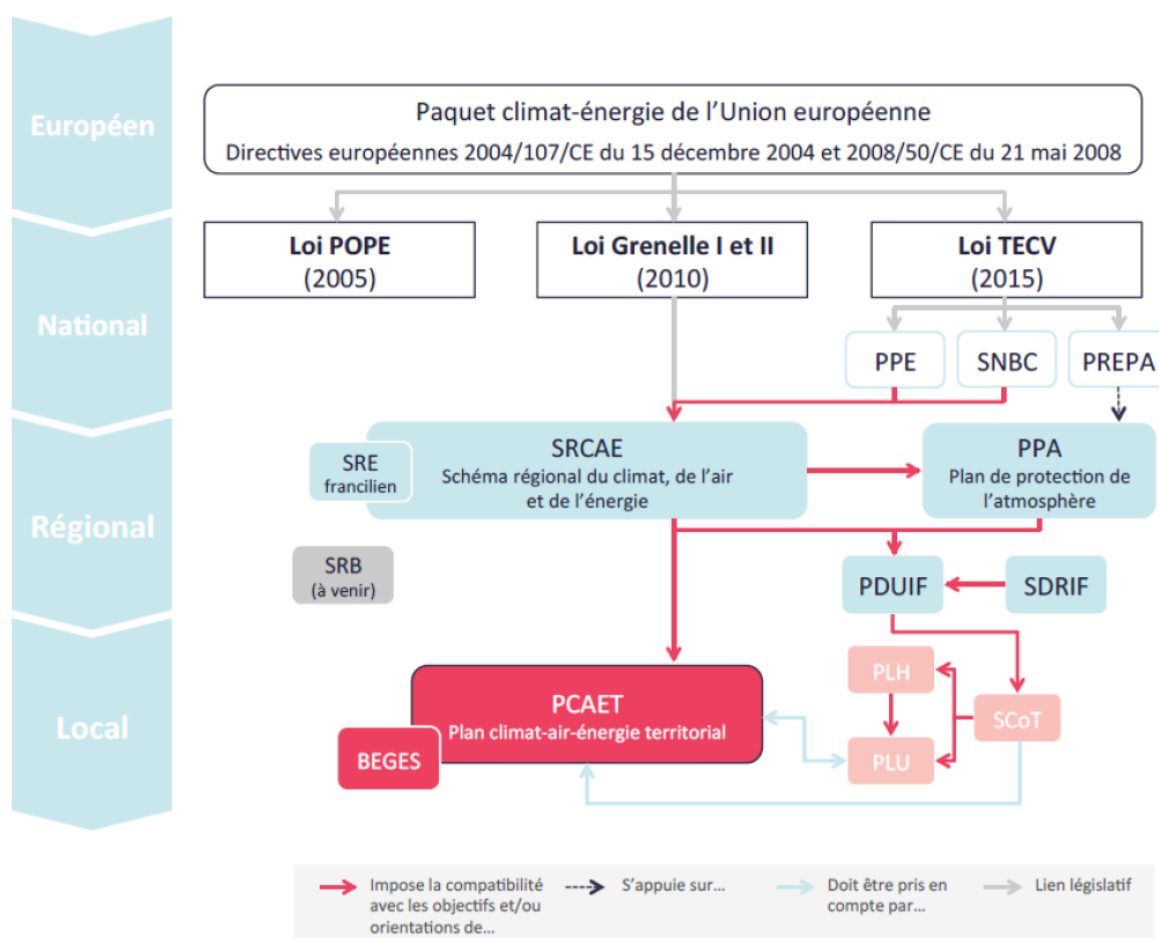 Européen
Paquet climat-énergie de l'Union européenne
Directives européennes 2004/107/CE du 15 décembre 2004 et 2008/50/CE du 21 mai 2008
National
Loi POPE
(2005)
Loi Grenelle I et II
(2010)
Loi TECV
(2015)
PPE
SNBC
PREPA
Régional
SRE
francilien
SRCAE
Schéma régional du climat, de l'air
et de l'énergie
PPA
Plan de protection de
l'atmosphère
SRB
(à venir)
PDUIF
SDRIF
Local
PCAET
Plan climat-air-énergie territorial
BEGES
PLH
SCoT
PLU
Impose la compatibilité
avec les objectifs et/ou
orientations de...
S'appuie sur...
Doit être pris en
compte par...
Lien législatif